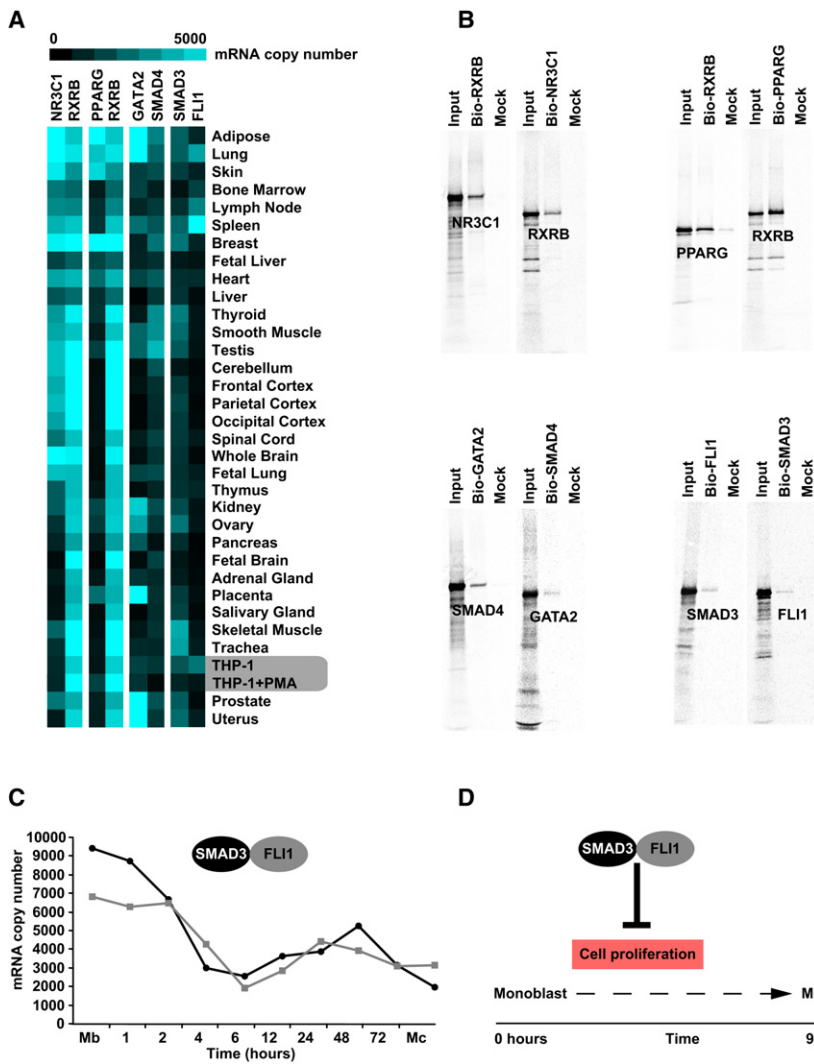 A
0 5000
mRNA copy number
NR3C1
RXRB
PPARG
RXRB
GATA2
SMAD4
SMAD3
FLI1
Adipose
Lung
Skin
Bone Marrow
Lymph Node
Spleen
Breast
Fetal Liver
Heart
Liver
Thyroid
Smooth Muscle
Testis
Cerebellum
Frontal Cortex
Parietal Cortex
Occipital Cortex
Spinal Cord
Whole Brain
Fetal Lung
Thymus
Kidney
Ovary
Pancreas
Fetal Brain
Adrenal Gland
Placenta
Salivary Gland
Skeletal Muscle
Trachea
THP-1
THP-1+PMA
Prostate
Uterus
B
Input
Bio-RXRB
Mock
Input
Bio-NR3C1
Mock
NR3C1
RXRB
Input
Bio-RXRB
Mock
Input
Bio-PPARG
Mock
PPARG
RXRB
Input
Bio-GATA2
Mock
Input
Bio-SMAD4
Mock
SMAD4
GATA2
Input
Bio-FLI1
Mock
Input
Bio-SMAD3
Mock
SMAD3
FLI1
C
mRNA copy number
10000
9000
8000
7000
6000
5000
4000
3000
2000
1000
0
SMAD3 FLI1
Mb 1 2 4 6 12 24 48 72 Mc
Time (hours)
D
SMAD3 FLI1
Cell proliferation
Monoblast M
0 hours Time 9